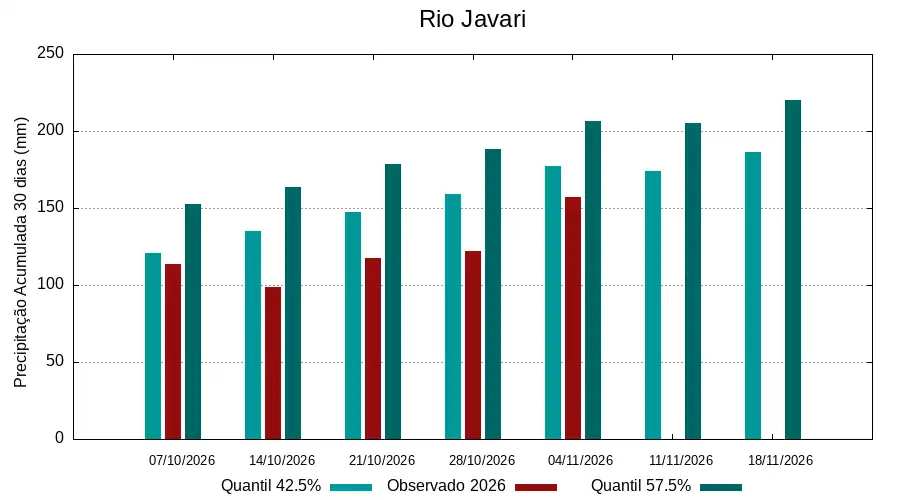 Rio Javari
Precipitação Acumulada 30 dias (mm)
250
200
150
100
50
0
07/10/2026 14/10/2026 21/10/2026 28/10/2026 04/11/2026 11/11/2026 18/11/2026
Quantil 42.5% Observado 2026 Quantil 57.5%